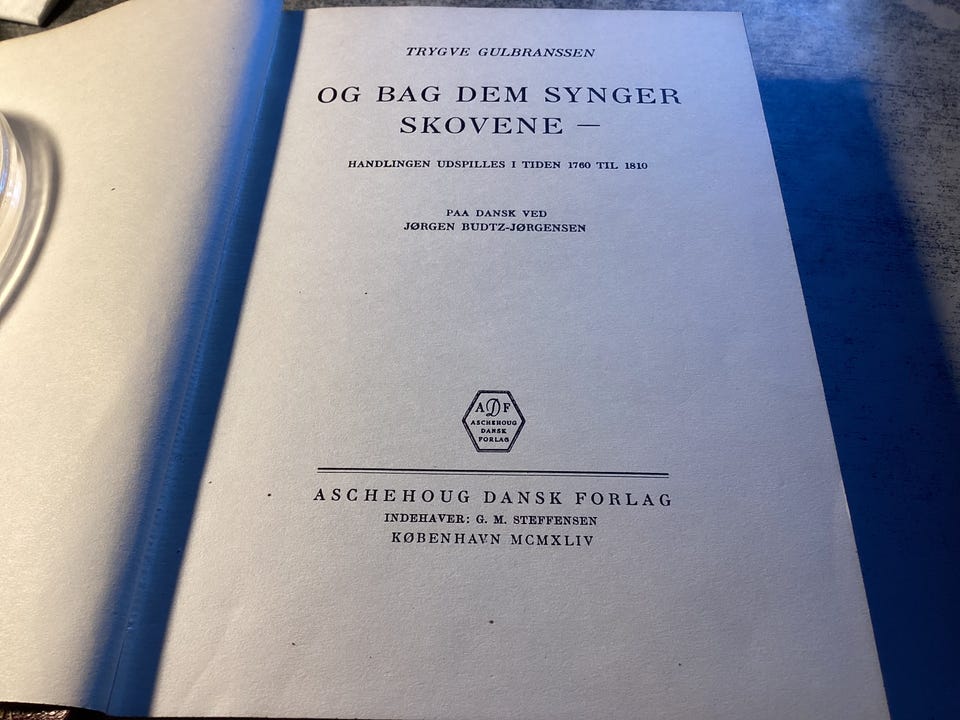 TRYGVE GULBRANSSEN
OG BAG DEM SYNGER
SKOVENE —
HANDLINGEN UDSPILLES I TIDEN 1760 TIL 1810
PAA DANSK VED
JØRGEN BUDTZ-JØRGENSEN
ADF
ASCHEHOUG
DANSK
FORLAG
ASCHEHOUG DANSK FORLAG
INDEHAVER: G. M. STEFFENSEN
KØBENHAVN MCMXLIV